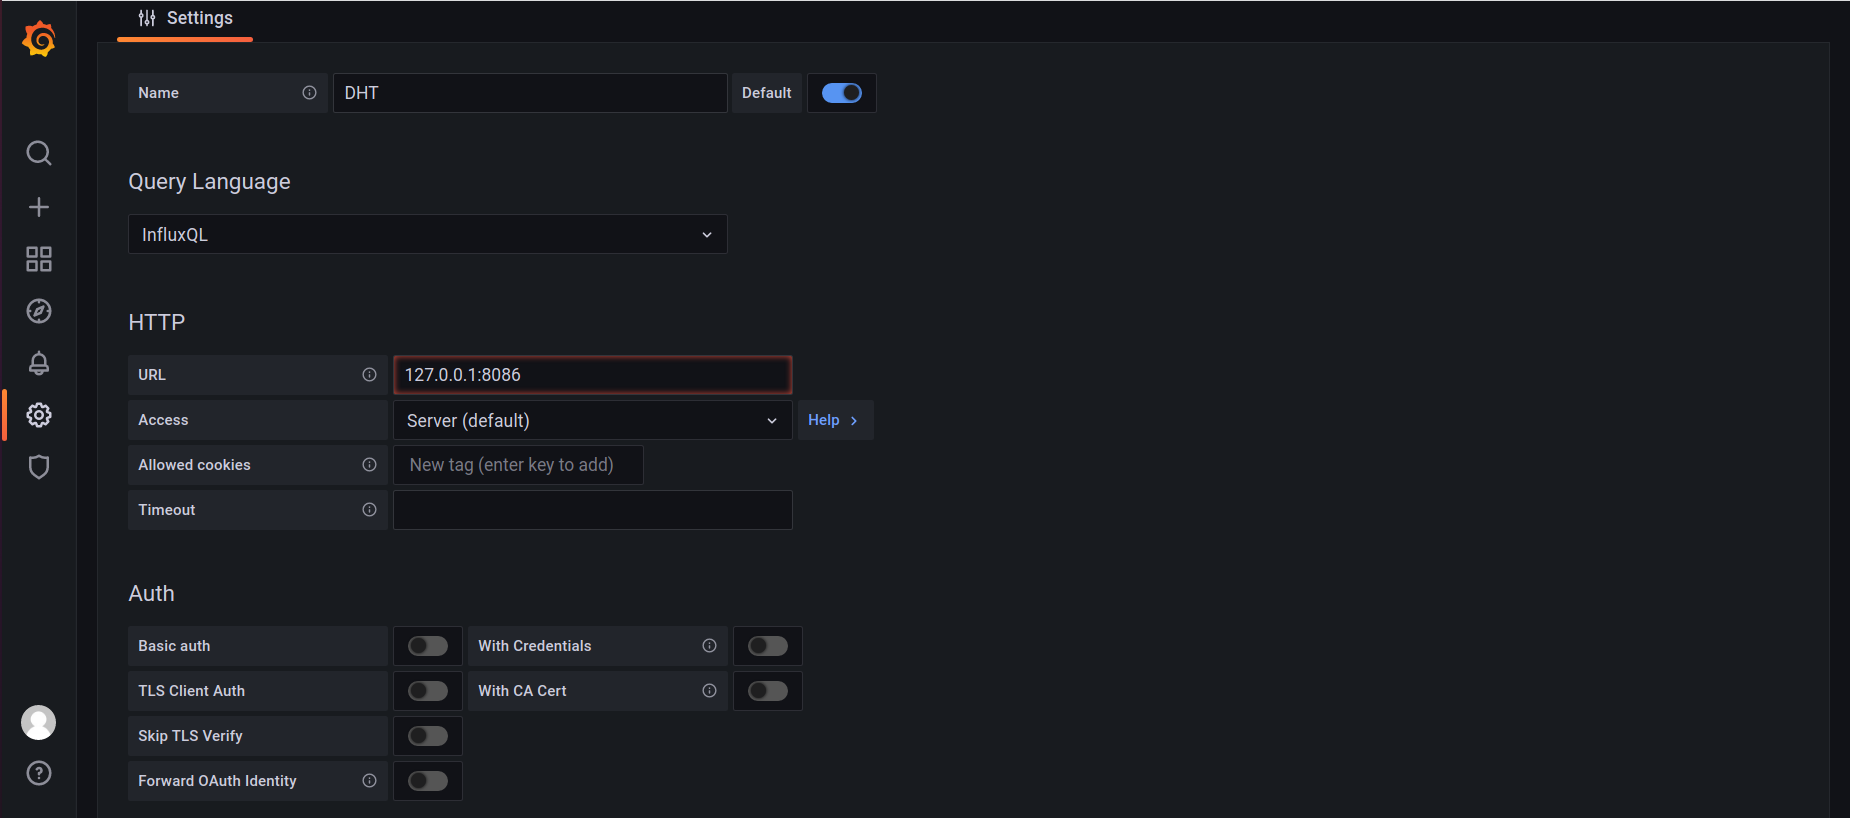 Settings
Name DHT Default
Query Language
InfluxQL
HTTP
URL 127.0.0.1:8086
Access Server (default) Help
Allowed cookies New tag (enter key to add)
Timeout
Auth
Basic auth With Credentials
TLS Client Auth With CA Cert
Skip TLS Verify
Forward OAuth Identity